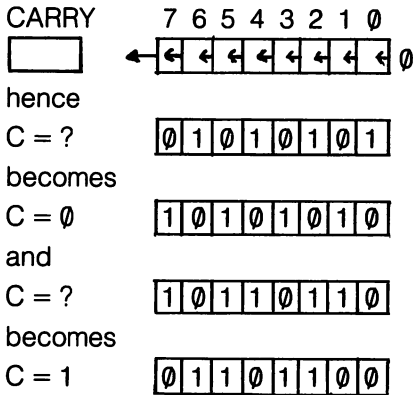 CARRY 7 6 5 4 3 2 1 Ø
Ø
hence
C = ? Ø 1 Ø 1 Ø 1 Ø 1
becomes
C = Ø 1 Ø 1 Ø 1 Ø 1 Ø
and
C = ? 1 Ø 1 1 Ø 1 1 Ø
becomes
C = 1 Ø 1 1 Ø 1 1 Ø Ø